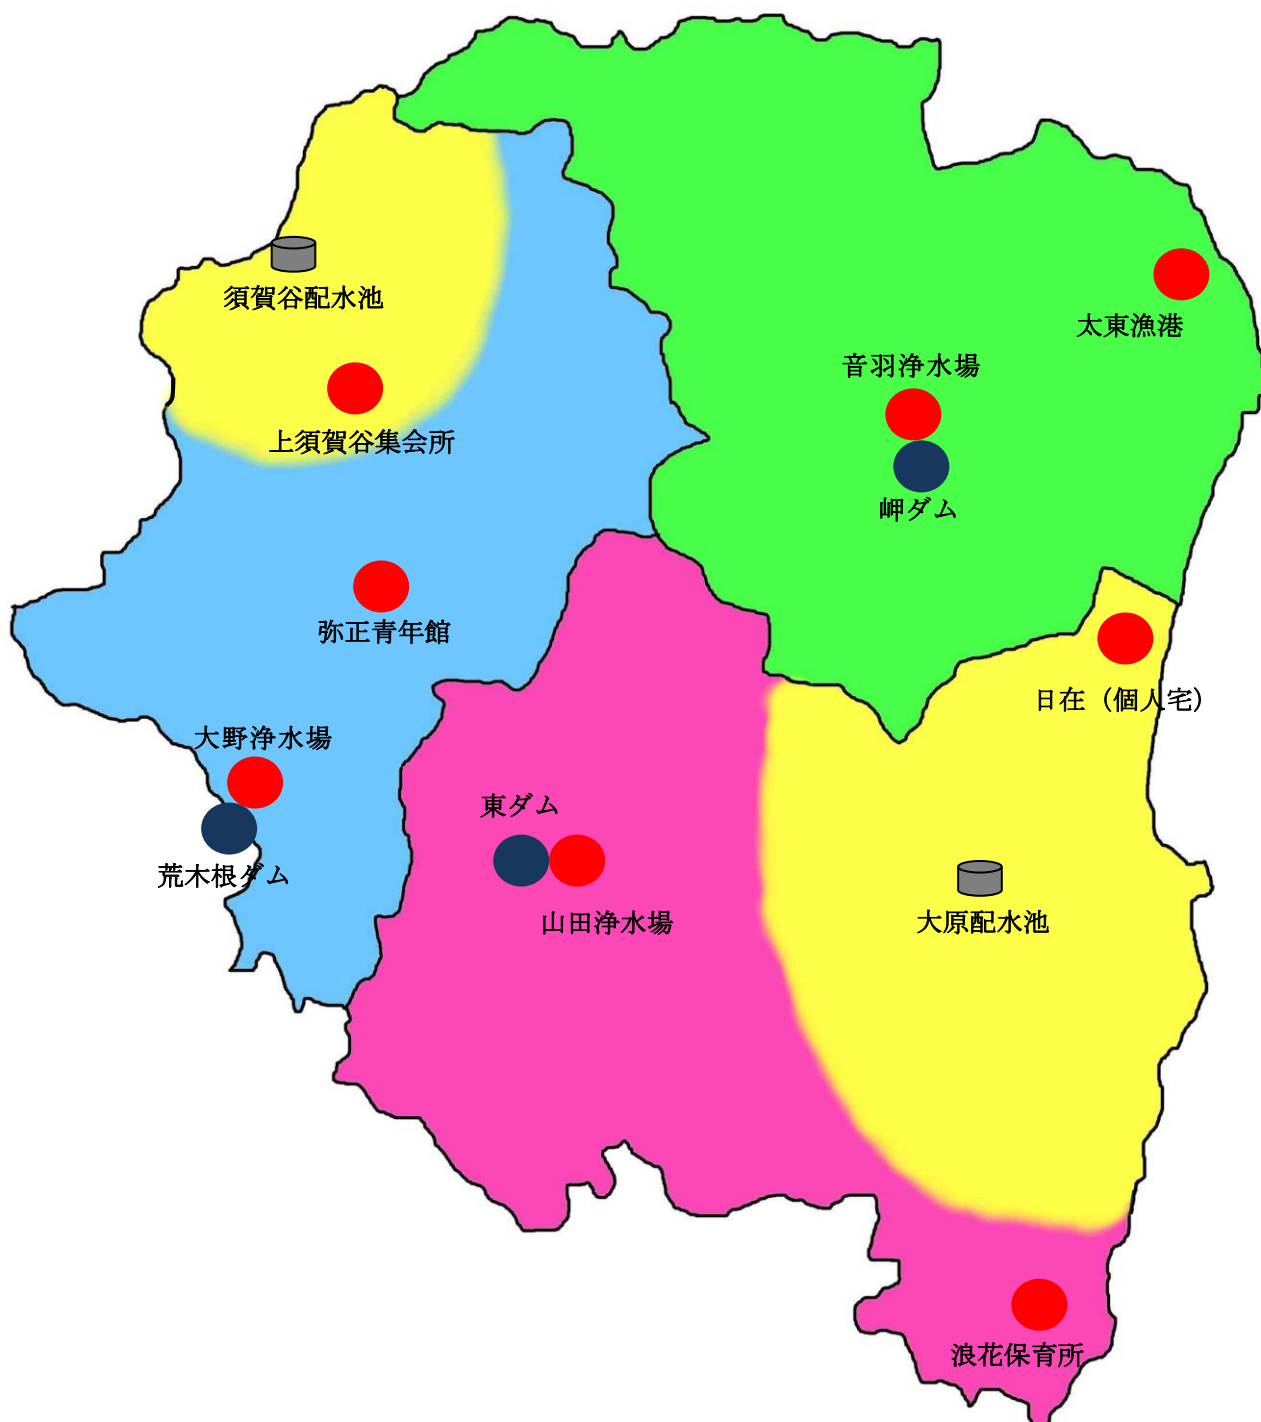 須賀谷配水池
太東漁港
音羽浄水場
上須賀谷集会所
岬ダム
弥正青年館
日在（個人宅）
大野浄水場
東ダム
荒木根ダム
山田浄水場
大原配水池
浪花保育所